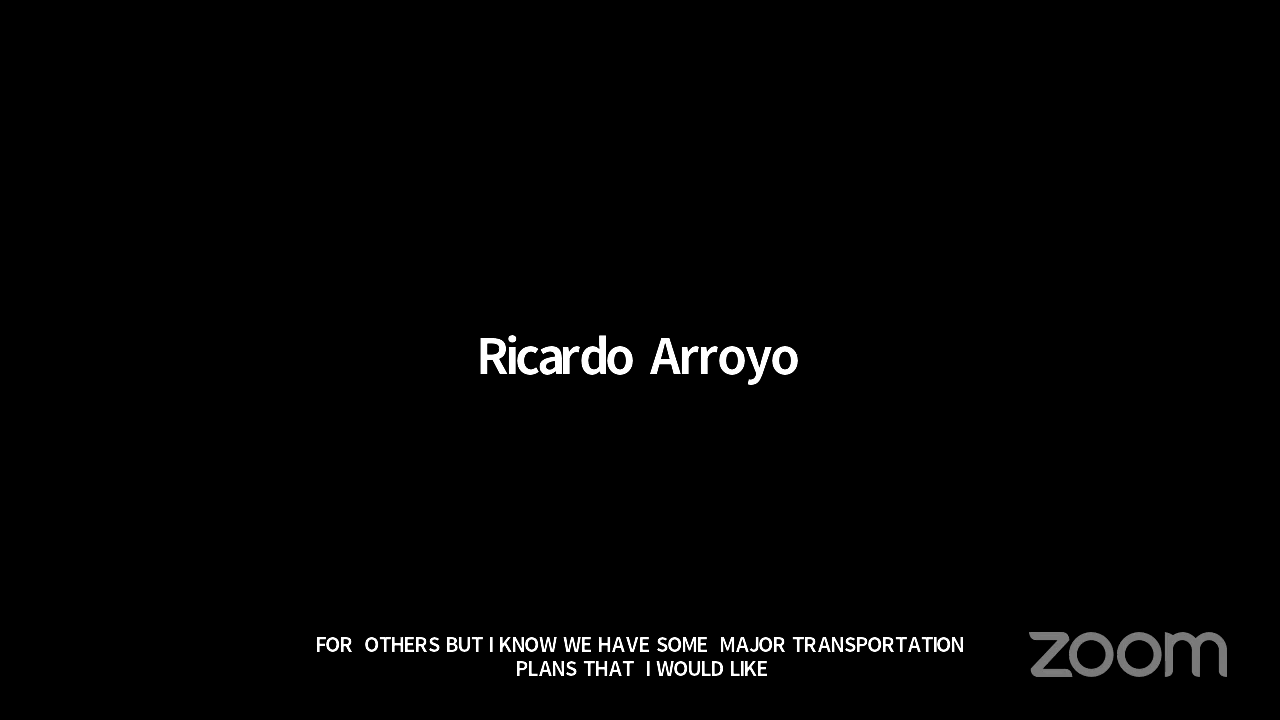 Ricardo Arroyo
FOR OTHERS BUT I KNOW WE HAVE SOME MAJOR TRANSPORTATION
PLANS THAT I WOULD LIKE
zoom